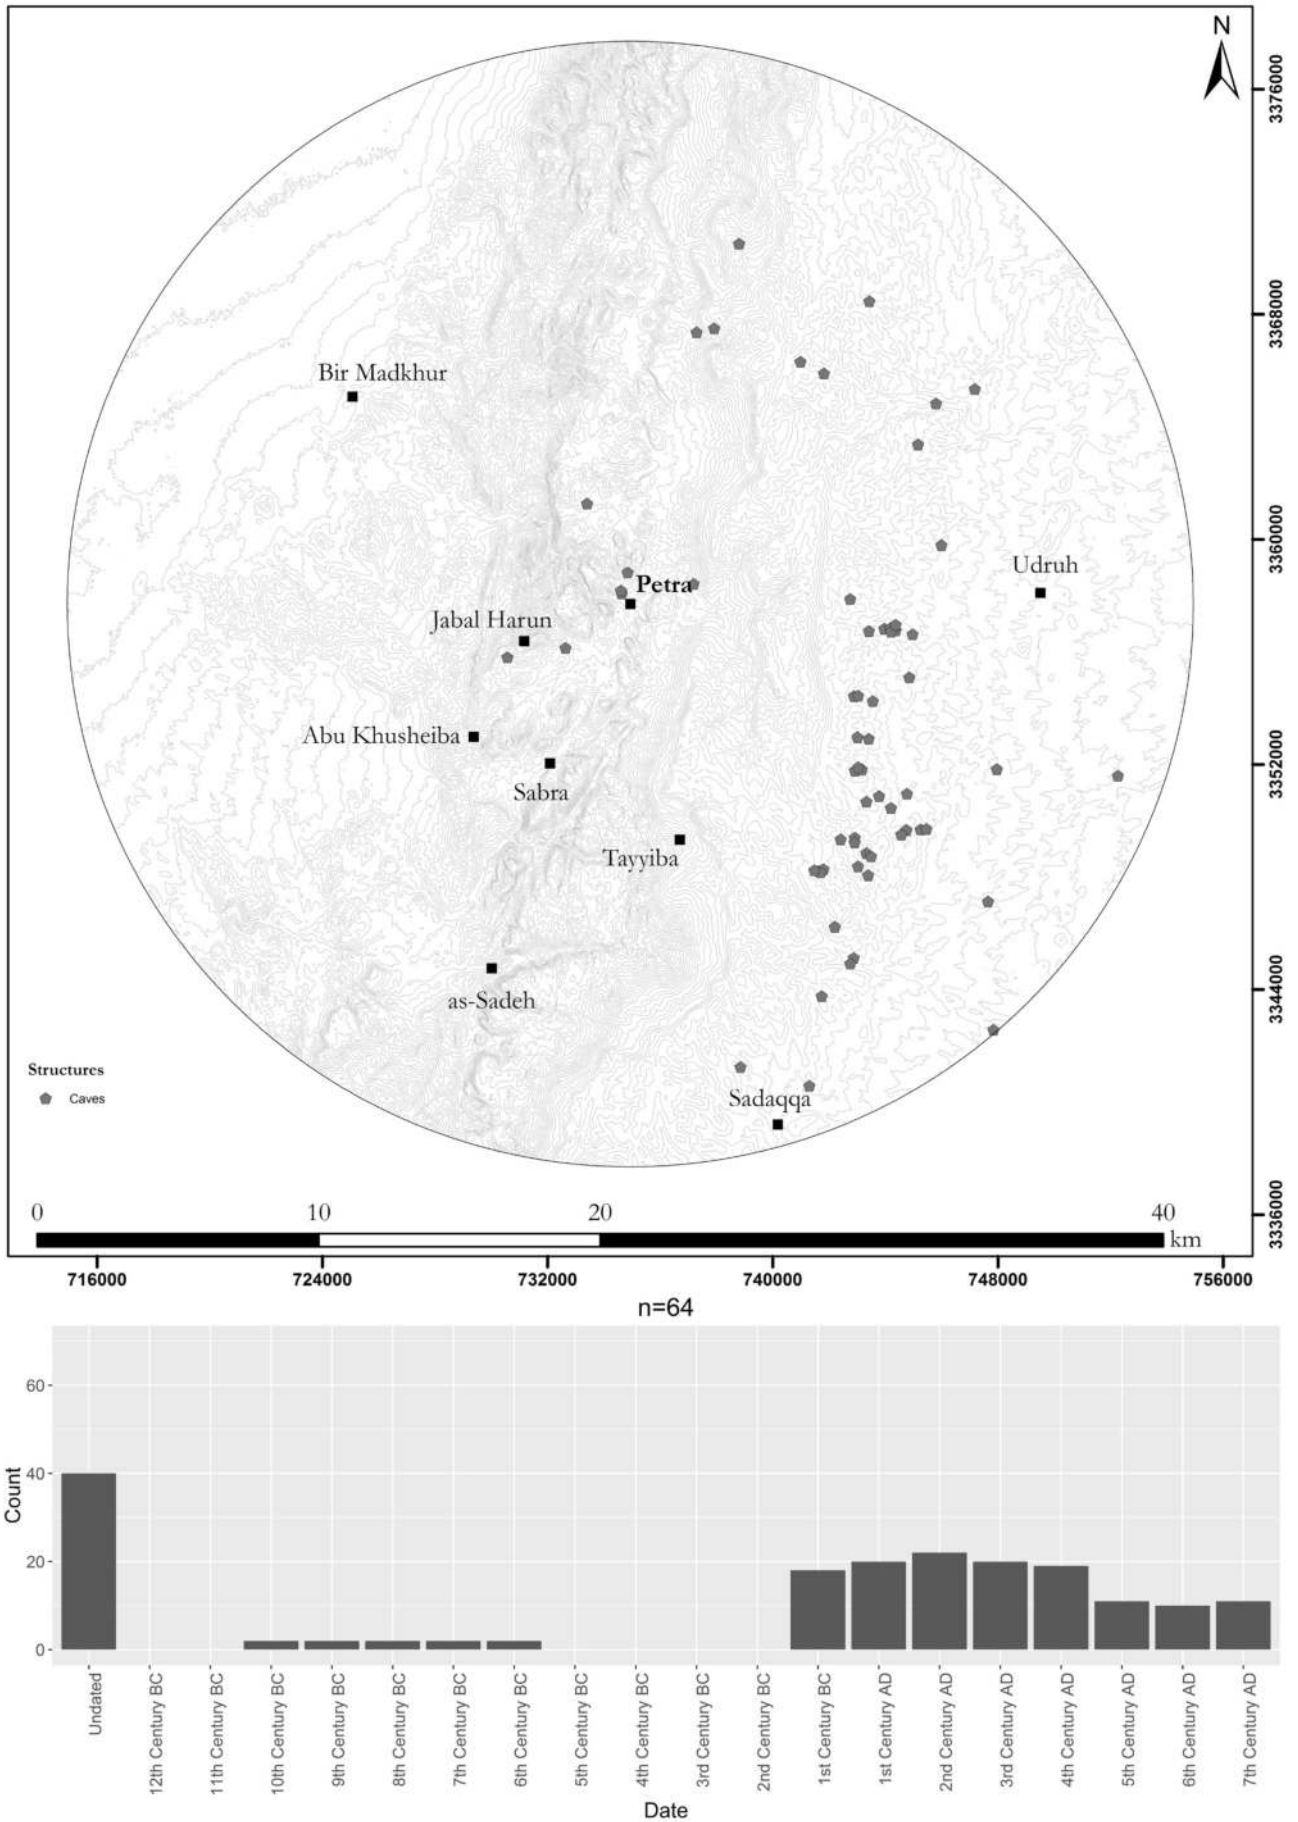 N
3376000
3368000
Bir Madkhur
3360000
Udruh
Petra
Jabal Harun
Abu Khusheiba
3352000
Sabra
Tayyiba
3344000
as-Sadeh
Structures
Caves
Sadaqqa
3336000
0 10 20 40
km
716000 724000 732000 740000 748000 756000
n=64
60
40
20
0
Count
Undated
12th Century BC
11th Century BC
10th Century BC
9th Century BC
8th Century BC
7th Century BC
6th Century BC
5th Century BC
4th Century BC
3rd Century BC
2nd Century BC
1st Century BC
1st Century AD
2nd Century AD
3rd Century AD
4th Century AD
5th Century AD
6th Century AD
7th Century AD
Date